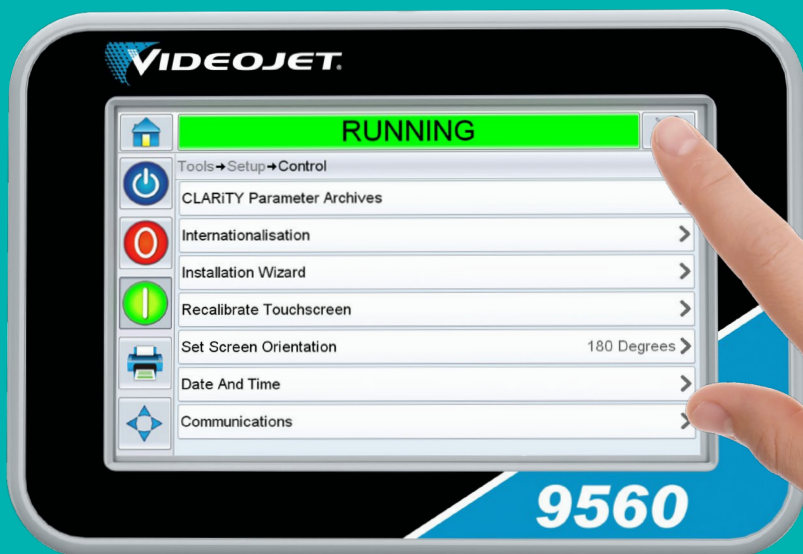 VIDEOJET.
RUNNING
Tools→Setup→Control
CLARiTY Parameter Archives
Internationalisation
Installation Wizard
Recalibrate Touchscreen
Set Screen Orientation 180 Degrees
Date And Time
Communications
9560